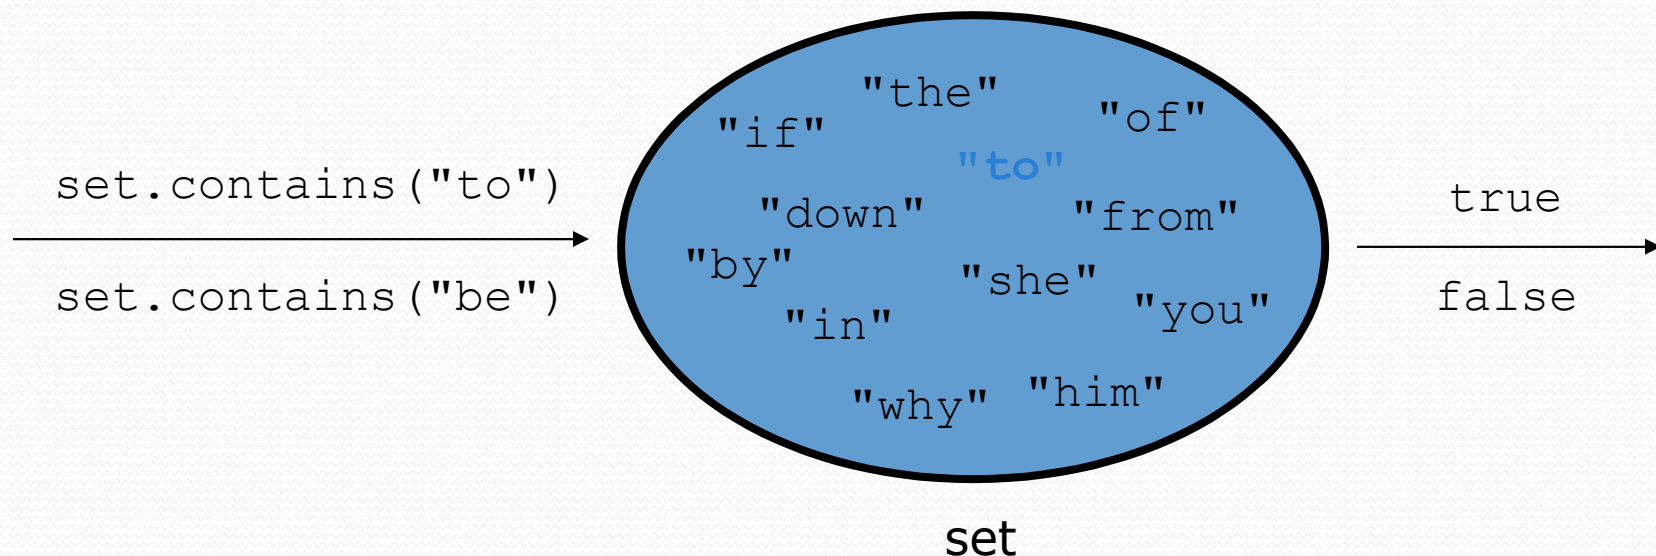 set.contains("to")
set.contains("be")
"the"
"of"
"if"
"to"
"down"
"from"
"by"
"she"
"you"
"in"
"him"
"why"
true
false
set